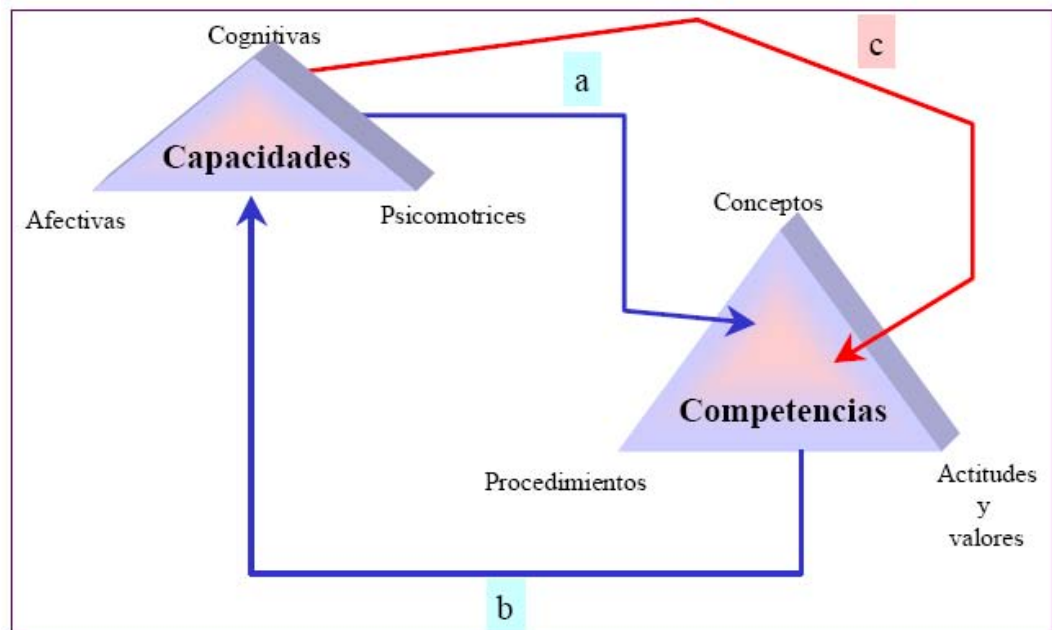 Cognitivas
c
a
Capacidades
Afectivas
Psicomotrices
Conceptos
Competencias
Procedimientos
Actitudes
y
valores
b